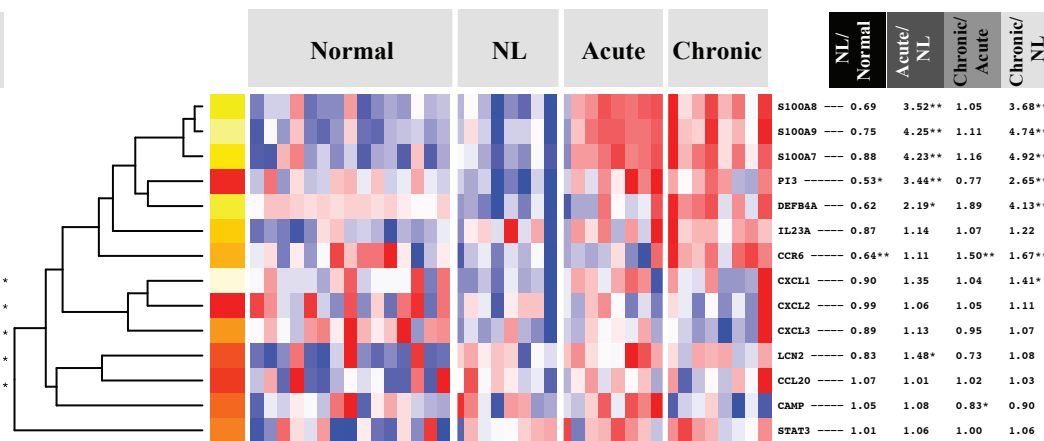 Normal NL Acute Chronic
NL/
Normal
Acute/
NL
Chronic/
Acute
Chronic/
NL
S100A8 --- 0.69 3.52** 1.05 3.68**
S100A9 --- 0.75 4.25** 1.11 4.74**
S100A7 --- 0.88 4.23** 1.16 4.92**
PI3 ------ 0.53* 3.44** 0.77 2.65**
DEFB4A --- 0.62 2.19* 1.89 4.13**
IL23A ---- 0.87 1.14 1.07 1.22
CCR6 ----- 0.64** 1.11 1.50** 1.67**
* CXCL1 ---- 0.90 1.35 1.04 1.41*
* CXCL2 ---- 0.99 1.06 1.05 1.11
* CXCL3 ---- 0.89 1.13 0.95 1.07
* LCN2 ----- 0.83 1.48* 0.73 1.08
* CCL20 ---- 1.07 1.01 1.02 1.03
CAMP ----- 1.05 1.08 0.83* 0.90
STAT3 ---- 1.01 1.06 1.00 1.06